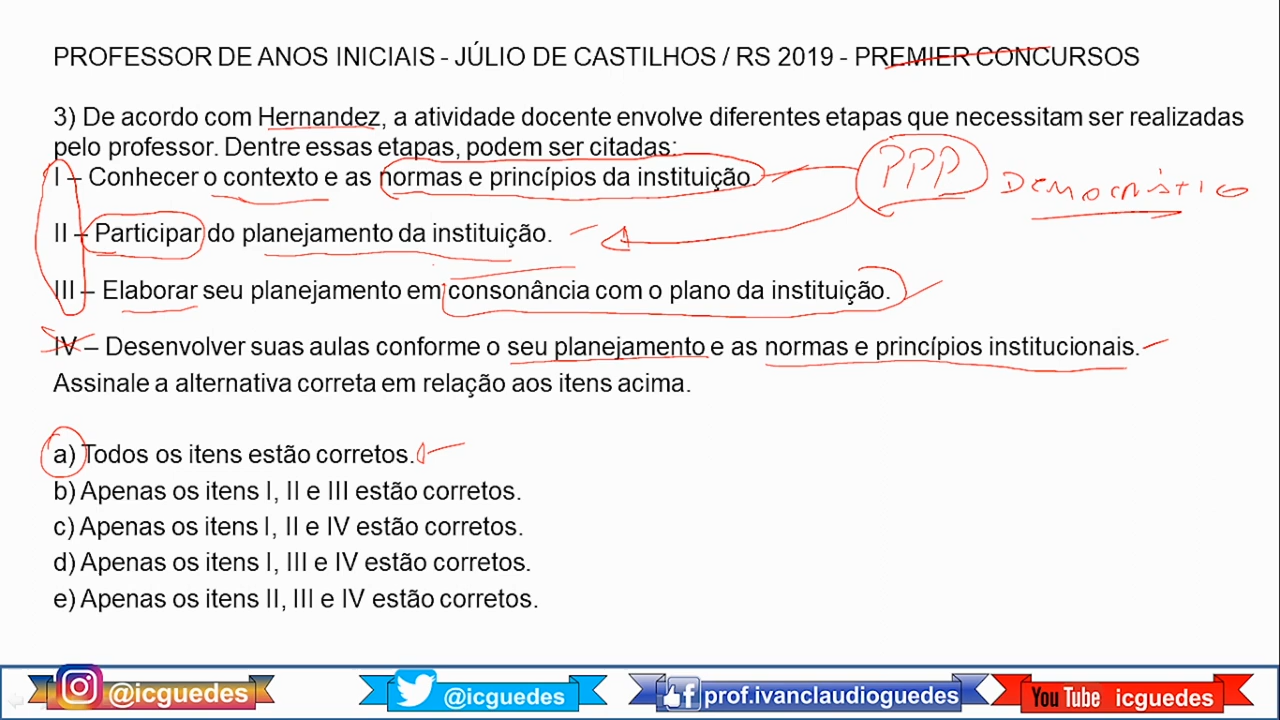 PROFESSOR DE ANOS INICIAIS - JÚLIO DE CASTILHOS / RS 2019 - PREMIER CONCURSOS
3) De acordo com Hernandez, a atividade docente envolve diferentes etapas que necessitam ser realizadas
pelo professor. Dentre essas etapas, podem ser citadas:
I – Conhecer o contexto e as normas e princípios da instituição.
PPP
DEMOCRÁTICO
II – Participar do planejamento da instituição.
III – Elaborar seu planejamento em consonância com o plano da instituição.
IV – Desenvolver suas aulas conforme o seu planejamento e as normas e princípios institucionais.
Assinale a alternativa correta em relação aos itens acima.
a) Todos os itens estão corretos.
b) Apenas os itens I, II e III estão corretos.
c) Apenas os itens I, II e IV estão corretos.
d) Apenas os itens I, III e IV estão corretos.
e) Apenas os itens II, III e IV estão corretos.
@icguedes @icguedes prof.ivanclaudioguedes You Tube icguedes